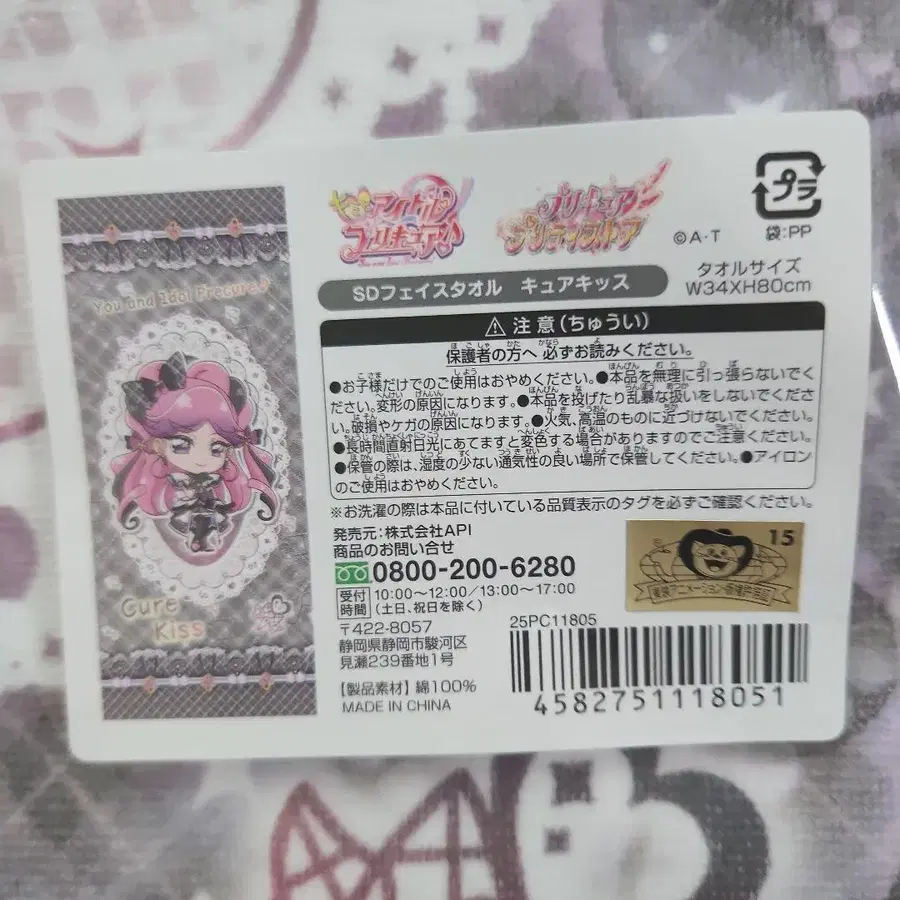 You and Idol Precure♪
Cure
Kiss
キミとアイドル
プリキュア♪
プリキュア
プリティストア
©A·T
プラ
袋:PP
SDフェイスタオル　キュアキッス
タオルサイズ
W34XH80cm
⚠ 注意(ちゅうい)
保護者の方へ 必ずお読みください。
●お子様だけでのご使用はおやめください。●本品を無理に引っ張らないでく
ださい。変形の原因になります。●本品を投げたり乱暴な扱いをしないでくださ
い。破損やケガの原因になります。●火気、高温のものに近づけないでください。
●長時間直射日光にあてますと変色する場合がありますのでご注意ください。
●保管の際は、湿度の少ない通気性の良い場所で保管してください。●アイロン
のご使用はおやめください。
※お洗濯の際は本品に付いている品質表示のタグを必ずご確認ください。
発売元:株式会社API
商品のお問い合せ
0800-200-6280
受付時間 10:00〜12:00/13:00〜17:00
(土日、祝日を除く)
〒422-8057
静岡県静岡市駿河区
見瀬239番地1号
【製品素材】綿100%
MADE IN CHINA
15
東映アニメーション・版権許諾証
25PC11805
4582751118051